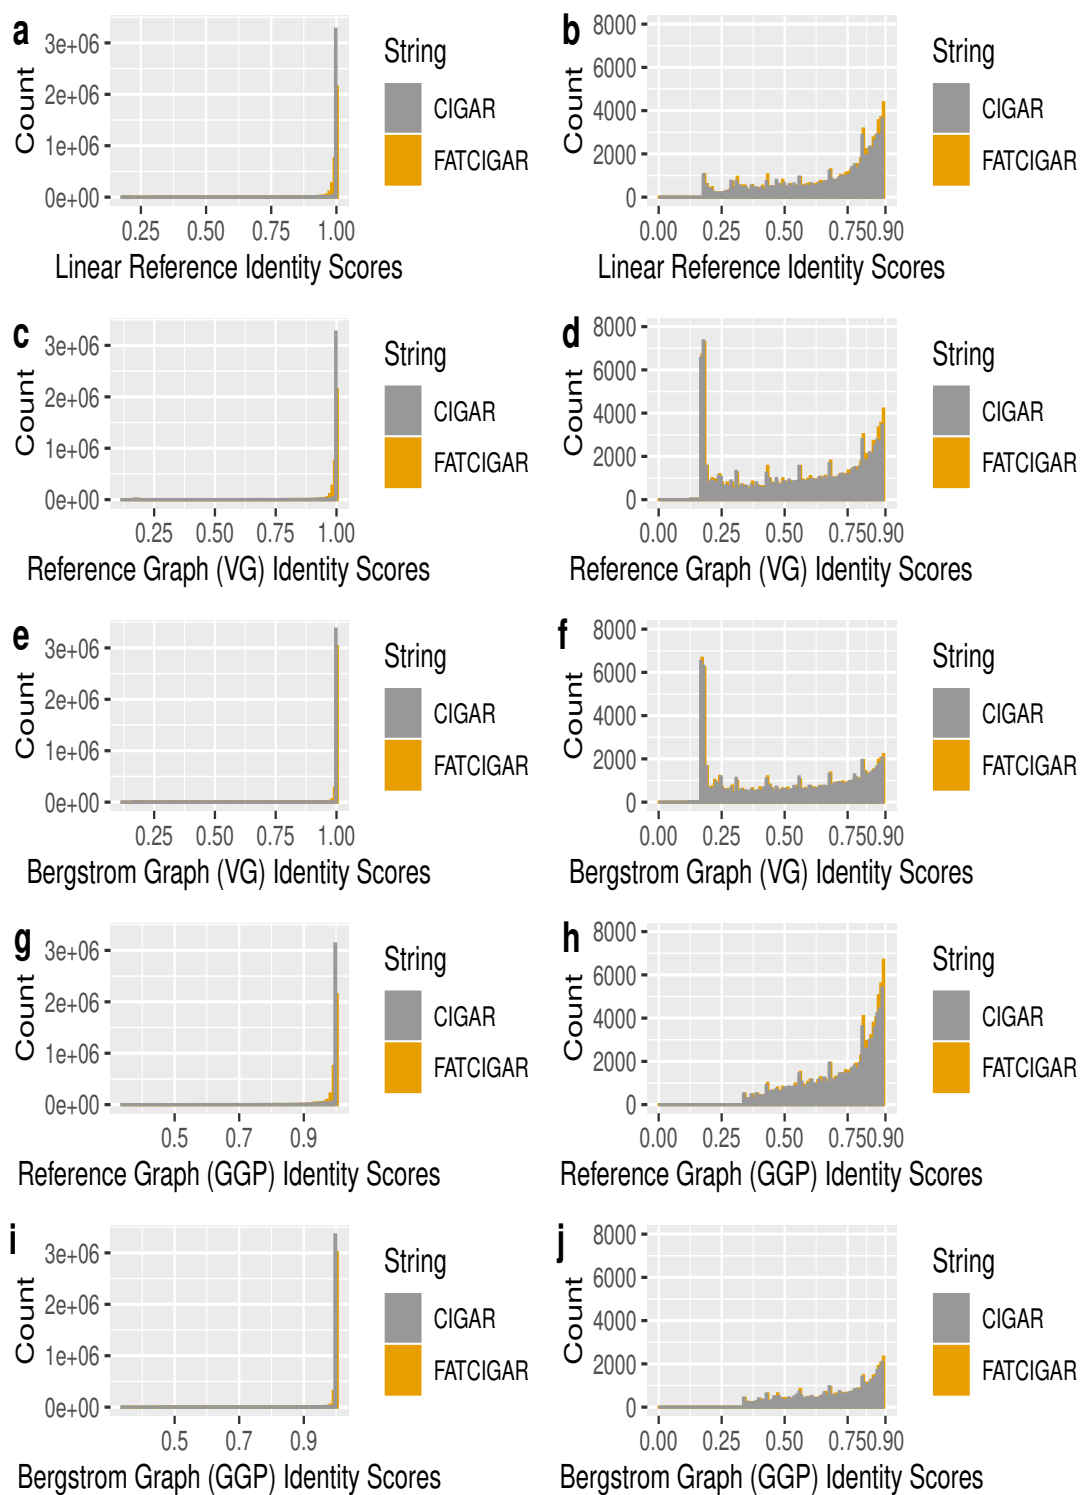 a
3e+06
2e+06
1e+06
0e+00
Count
0.25 0.50 0.75 1.00
Linear Reference Identity Scores
String
CIGAR
FATCIGAR
b
8000
6000
4000
2000
0
Count
0.00 0.25 0.50 0.75 0.90
Linear Reference Identity Scores
String
CIGAR
FATCIGAR
c
3e+06
2e+06
1e+06
0e+00
Count
0.25 0.50 0.75 1.00
Reference Graph (VG) Identity Scores
String
CIGAR
FATCIGAR
d
8000
6000
4000
2000
0
Count
0.00 0.25 0.50 0.75 0.90
Reference Graph (VG) Identity Scores
String
CIGAR
FATCIGAR
e
3e+06
2e+06
1e+06
0e+00
Count
0.25 0.50 0.75 1.00
Bergstrom Graph (VG) Identity Scores
String
CIGAR
FATCIGAR
f
8000
6000
4000
2000
0
Count
0.00 0.25 0.50 0.75 0.90
Bergstrom Graph (VG) Identity Scores
String
CIGAR
FATCIGAR
g
3e+06
2e+06
1e+06
0e+00
Count
0.5 0.7 0.9
Reference Graph (GGP) Identity Scores
String
CIGAR
FATCIGAR
h
8000
6000
4000
2000
0
Count
0.00 0.25 0.50 0.75 0.90
Reference Graph (GGP) Identity Scores
String
CIGAR
FATCIGAR
i
3e+06
2e+06
1e+06
0e+00
Count
0.5 0.7 0.9
Bergstrom Graph (GGP) Identity Scores
String
CIGAR
FATCIGAR
j
8000
6000
4000
2000
0
Count
0.00 0.25 0.50 0.75 0.90
Bergstrom Graph (GGP) Identity Scores
String
CIGAR
FATCIGAR